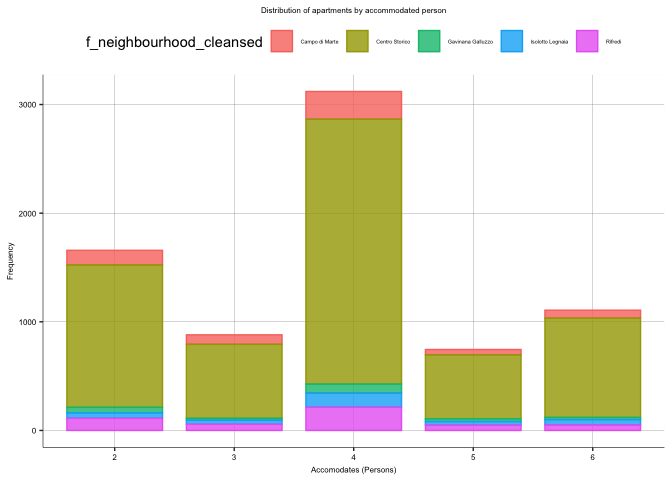 Distribution of apartments by accommodated person
f_neighbourhood_cleansed Campo di Marte Centro Storico Gavinana Galluzzo Isolotto Legnaia Rifredi
3000
2000
1000
0
Frequency
2 3 4 5 6
Accomodates (Persons)